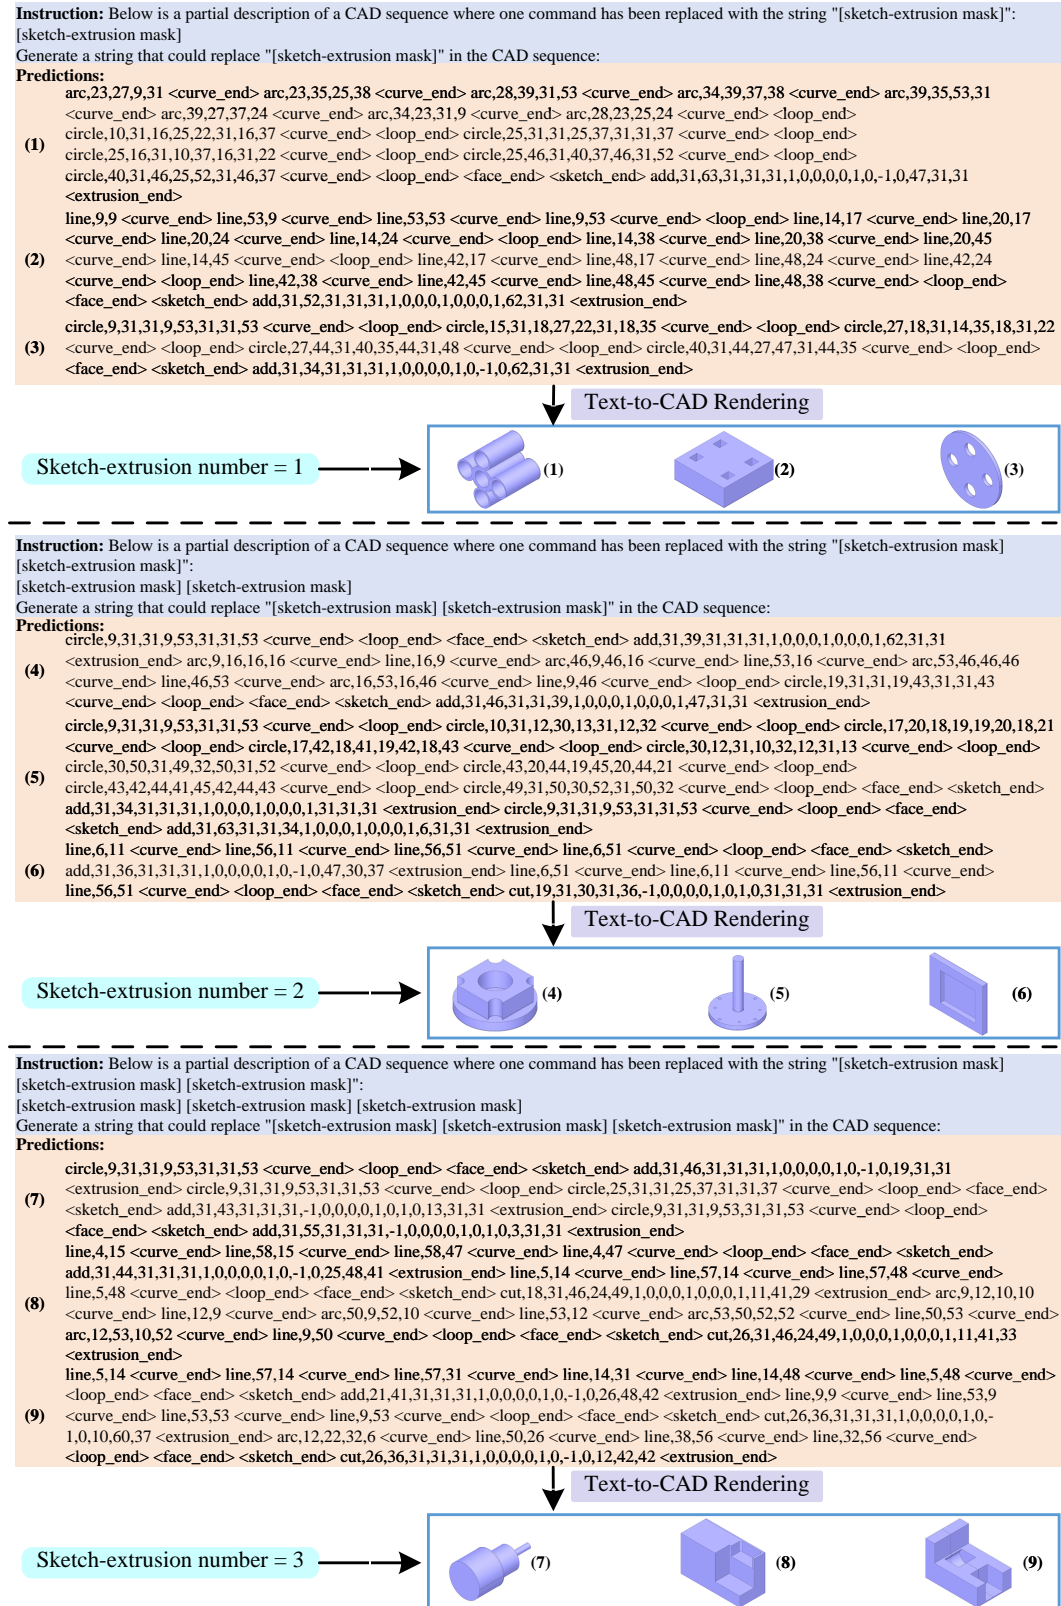 Instruction: Below is a partial description of a CAD sequence where one command has been replaced with the string "[sketch-extrusion mask]":
[sketch-extrusion mask]
Generate a string that could replace "[sketch-extrusion mask]" in the CAD sequence:
Predictions:
arc,23,27,9,31 <curve_end> arc,23,35,25,38 <curve_end> arc,28,39,31,53 <curve_end> arc,34,39,37,38 <curve_end> arc,39,35,53,31
<curve_end> arc,39,27,37,24 <curve_end> arc,34,23,31,9 <curve_end> arc,28,23,25,24 <curve_end> <loop_end>
circle,10,31,16,25,22,31,16,37 <curve_end> <loop_end> circle,25,31,31,25,37,31,31,37 <curve_end> <loop_end>
(1) circle,25,16,31,10,37,16,31,22 <curve_end> <loop_end> circle,25,46,31,40,37,46,31,52 <curve_end> <loop_end>
circle,40,31,46,25,52,31,46,37 <curve_end> <loop_end> <face_end> <sketch_end> add,31,63,31,31,31,1,0,0,0,0,1,0,-1,0,47,31,31
<extrusion_end>
line,9,9 <curve_end> line,53,9 <curve_end> line,53,53 <curve_end> line,9,53 <curve_end> <loop_end> line,14,17 <curve_end> line,20,17
<curve_end> line,20,24 <curve_end> line,14,24 <curve_end> <loop_end> line,14,38 <curve_end> line,20,38 <curve_end> line,20,45
(2) <curve_end> line,14,45 <curve_end> <loop_end> line,42,17 <curve_end> line,48,17 <curve_end> line,48,24 <curve_end> line,42,24
<curve_end> <loop_end> line,42,38 <curve_end> line,42,45 <curve_end> line,48,45 <curve_end> line,48,38 <curve_end> <loop_end>
<face_end> <sketch_end> add,31,52,31,31,31,1,0,0,0,1,0,0,0,1,62,31,31 <extrusion_end>
circle,9,31,31,9,53,31,31,53 <curve_end> <loop_end> circle,15,31,18,27,22,31,18,35 <curve_end> <loop_end> circle,27,18,31,14,35,18,31,22
(3) <curve_end> <loop_end> circle,27,44,31,40,35,44,31,48 <curve_end> <loop_end> circle,40,31,44,27,47,31,44,35 <curve_end> <loop_end>
<face_end> <sketch_end> add,31,34,31,31,31,1,0,0,0,0,1,0,-1,0,62,31,31 <extrusion_end>
Text-to-CAD Rendering
Sketch-extrusion number = 1
(1)
(2)
(3)
Instruction: Below is a partial description of a CAD sequence where one command has been replaced with the string "[sketch-extrusion mask]
[sketch-extrusion mask]":
[sketch-extrusion mask] [sketch-extrusion mask]
Generate a string that could replace "[sketch-extrusion mask] [sketch-extrusion mask]" in the CAD sequence:
Predictions:
circle,9,31,31,9,53,31,31,53 <curve_end> <loop_end> <face_end> <sketch_end> add,31,39,31,31,31,1,0,0,0,1,0,0,0,1,62,31,31
(4) <extrusion_end> arc,9,16,16,16 <curve_end> line,16,9 <curve_end> arc,46,9,46,16 <curve_end> line,53,16 <curve_end> arc,53,46,46,46
<curve_end> line,46,53 <curve_end> arc,16,53,16,46 <curve_end> line,9,46 <curve_end> <loop_end> circle,19,31,31,19,43,31,31,43
<curve_end> <loop_end> <face_end> <sketch_end> add,31,46,31,31,39,1,0,0,0,1,0,0,0,1,47,31,31 <extrusion_end>
circle,9,31,31,9,53,31,31,53 <curve_end> <loop_end> circle,10,31,12,30,13,31,12,32 <curve_end> <loop_end> circle,17,20,18,19,19,20,18,21
<curve_end> <loop_end> circle,17,42,18,41,19,42,18,43 <curve_end> <loop_end> circle,30,12,31,10,32,12,31,13 <curve_end> <loop_end>
circle,30,50,31,49,32,50,31,52 <curve_end> <loop_end> circle,43,20,44,19,45,20,44,21 <curve_end> <loop_end>
(5) circle,43,42,44,41,45,42,44,43 <curve_end> <loop_end> circle,49,31,50,30,52,31,50,32 <curve_end> <loop_end> <face_end> <sketch_end>
add,31,34,31,31,31,1,0,0,0,1,0,0,0,1,31,31,31 <extrusion_end> circle,9,31,31,9,53,31,31,53 <curve_end> <loop_end> <face_end>
<sketch_end> add,31,63,31,31,34,1,0,0,0,1,0,0,0,1,6,31,31 <extrusion_end>
line,6,11 <curve_end> line,56,11 <curve_end> line,56,51 <curve_end> line,6,51 <curve_end> <loop_end> <face_end> <sketch_end>
(6) add,31,36,31,31,31,1,0,0,0,0,1,0,-1,0,47,30,37 <extrusion_end> line,6,51 <curve_end> line,6,11 <curve_end> line,56,11 <curve_end>
line,56,51 <curve_end> <loop_end> <face_end> <sketch_end> cut,19,31,30,31,36,-1,0,0,0,0,1,0,1,0,31,31,31 <extrusion_end>
Text-to-CAD Rendering
Sketch-extrusion number = 2
(4)
(5)
(6)
Instruction: Below is a partial description of a CAD sequence where one command has been replaced with the string "[sketch-extrusion mask]
[sketch-extrusion mask] [sketch-extrusion mask]":
[sketch-extrusion mask] [sketch-extrusion mask] [sketch-extrusion mask]
Generate a string that could replace "[sketch-extrusion mask] [sketch-extrusion mask] [sketch-extrusion mask]" in the CAD sequence:
Predictions:
circle,9,31,31,9,53,31,31,53 <curve_end> <loop_end> <face_end> <sketch_end> add,31,46,31,31,31,1,0,0,0,0,1,0,-1,0,19,31,31
(7) <extrusion_end> circle,9,31,31,9,53,31,31,53 <curve_end> <loop_end> circle,25,31,31,25,37,31,31,37 <curve_end> <loop_end> <face_end>
<sketch_end> add,31,43,31,31,31,-1,0,0,0,0,1,0,1,0,13,31,31 <extrusion_end> circle,9,31,31,9,53,31,31,53 <curve_end> <loop_end>
<face_end> <sketch_end> add,31,55,31,31,31,-1,0,0,0,0,1,0,1,0,3,31,31 <extrusion_end>
line,4,15 <curve_end> line,58,15 <curve_end> line,58,47 <curve_end> line,4,47 <curve_end> <loop_end> <face_end> <sketch_end>
add,31,44,31,31,31,1,0,0,0,0,1,0,-1,0,25,48,41 <extrusion_end> line,5,14 <curve_end> line,57,14 <curve_end> line,57,48 <curve_end>
(8) line,5,48 <curve_end> <loop_end> <face_end> <sketch_end> cut,18,31,46,24,49,1,0,0,0,1,0,0,0,1,11,41,29 <extrusion_end> arc,9,12,10,10
<curve_end> line,12,9 <curve_end> arc,50,9,52,10 <curve_end> line,53,12 <curve_end> arc,53,50,52,52 <curve_end> line,50,53 <curve_end>
arc,12,53,10,52 <curve_end> line,9,50 <curve_end> <loop_end> <face_end> <sketch_end> cut,26,31,46,24,49,1,0,0,0,1,0,0,0,1,11,41,33
<extrusion_end>
line,5,14 <curve_end> line,57,14 <curve_end> line,57,31 <curve_end> line,14,31 <curve_end> line,14,48 <curve_end> line,5,48 <curve_end>
<loop_end> <face_end> <sketch_end> add,21,41,31,31,31,1,0,0,0,0,1,0,-1,0,26,48,42 <extrusion_end> line,9,9 <curve_end> line,53,9
(9) <curve_end> line,53,53 <curve_end> line,9,53 <curve_end> <loop_end> <face_end> <sketch_end> cut,26,36,31,31,31,1,0,0,0,0,1,0,-
1,0,10,60,37 <extrusion_end> arc,12,22,32,6 <curve_end> line,50,26 <curve_end> line,38,56 <curve_end> line,32,56 <curve_end>
<loop_end> <face_end> <sketch_end> cut,26,36,31,31,31,1,0,0,0,0,1,0,-1,0,12,42,42 <extrusion_end>
Text-to-CAD Rendering
Sketch-extrusion number = 3
(7)
(8)
(9)